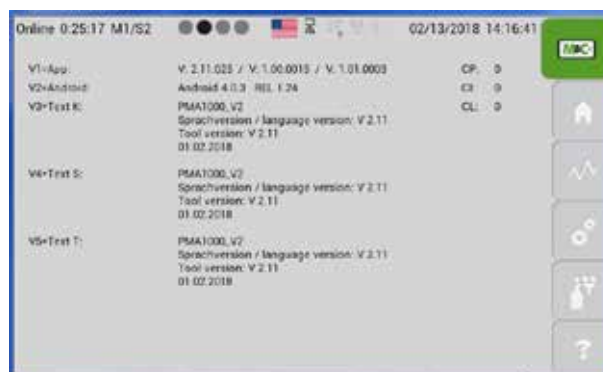 Online 0:25:17 M1/S2 02/13/2018 14:16:41
V1=App: V: 2.11.025 / V: 1.00.0015 / V: 1.01.0003 CP: 0
V2=Android: Android 4.0.3 REL 1.24 CI: 0
V3=Text K: PMA1000_V2 CL: 0
Sprachversion / language version: V 2.11
Tool version: V 2.11
01.02.2018
V4=Text S: PMA1000_V2
Sprachversion / language version: V 2.11
Tool version: V 2.11
01.02.2018
V5=Text T: PMA1000_V2
Sprachversion / language version: V 2.11
Tool version: V 2.11
01.02.2018
?